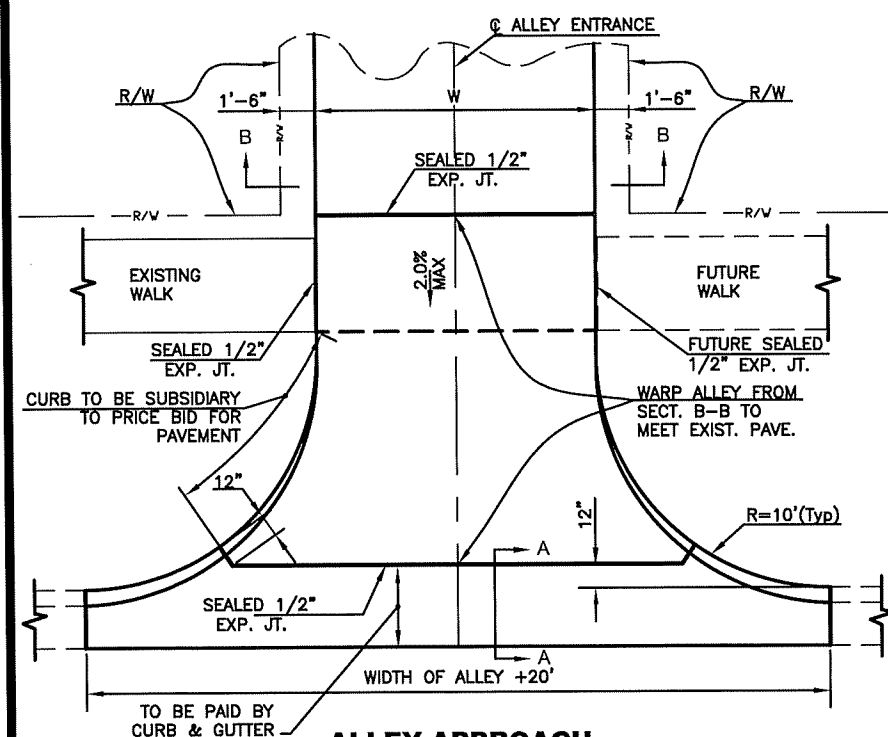 ℄ ALLEY ENTRANCE
R/W
1'-6"
W
1'-6"
R/W
R/W
R/W
B
B
SEALED 1/2"
EXP. JT.
R/W
R/W
EXISTING
WALK
2.0%
MAX
FUTURE
WALK
SEALED 1/2"
EXP. JT.
FUTURE SEALED
1/2" EXP. JT.
CURB TO BE SUBSIDIARY
TO PRICE BID FOR
PAVEMENT
WARP ALLEY FROM
SECT. B-B TO
MEET EXIST. PAVE.
12"
12"
R=10'(Typ)
A
SEALED 1/2"
EXP. JT.
A
WIDTH OF ALLEY +20'
TO BE PAID BY
CURB & GUTTER
ALLEY APPROACH